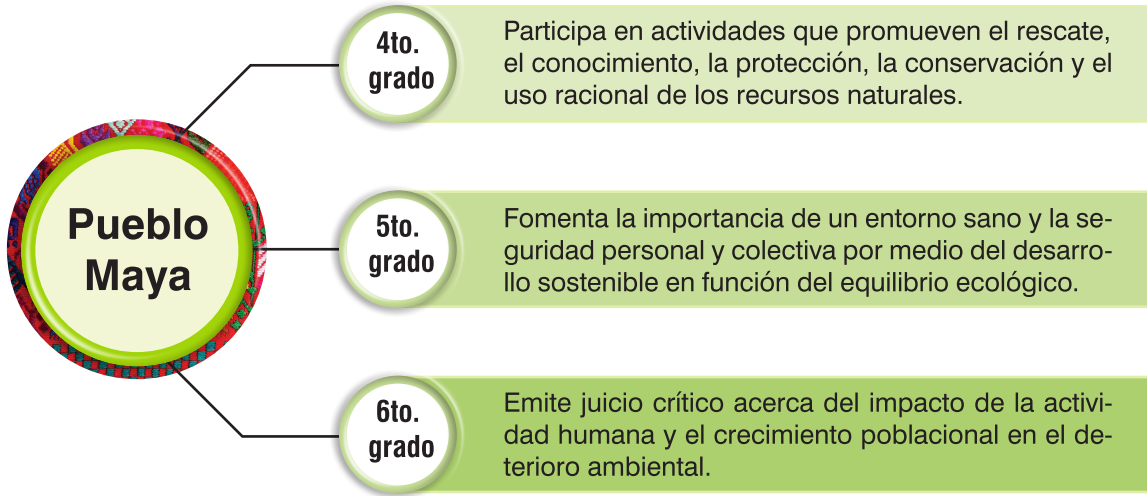 Pueblo
Maya
4to.
grado
Participa en actividades que promueven el rescate,
el conocimiento, la protección, la conservación y el
uso racional de los recursos naturales.
5to.
grado
Fomenta la importancia de un entorno sano y la se-
guridad personal y colectiva por medio del desarro-
llo sostenible en función del equilibrio ecológico.
6to.
grado
Emite juicio crítico acerca del impacto de la activi-
dad humana y el crecimiento poblacional en el de-
terioro ambiental.